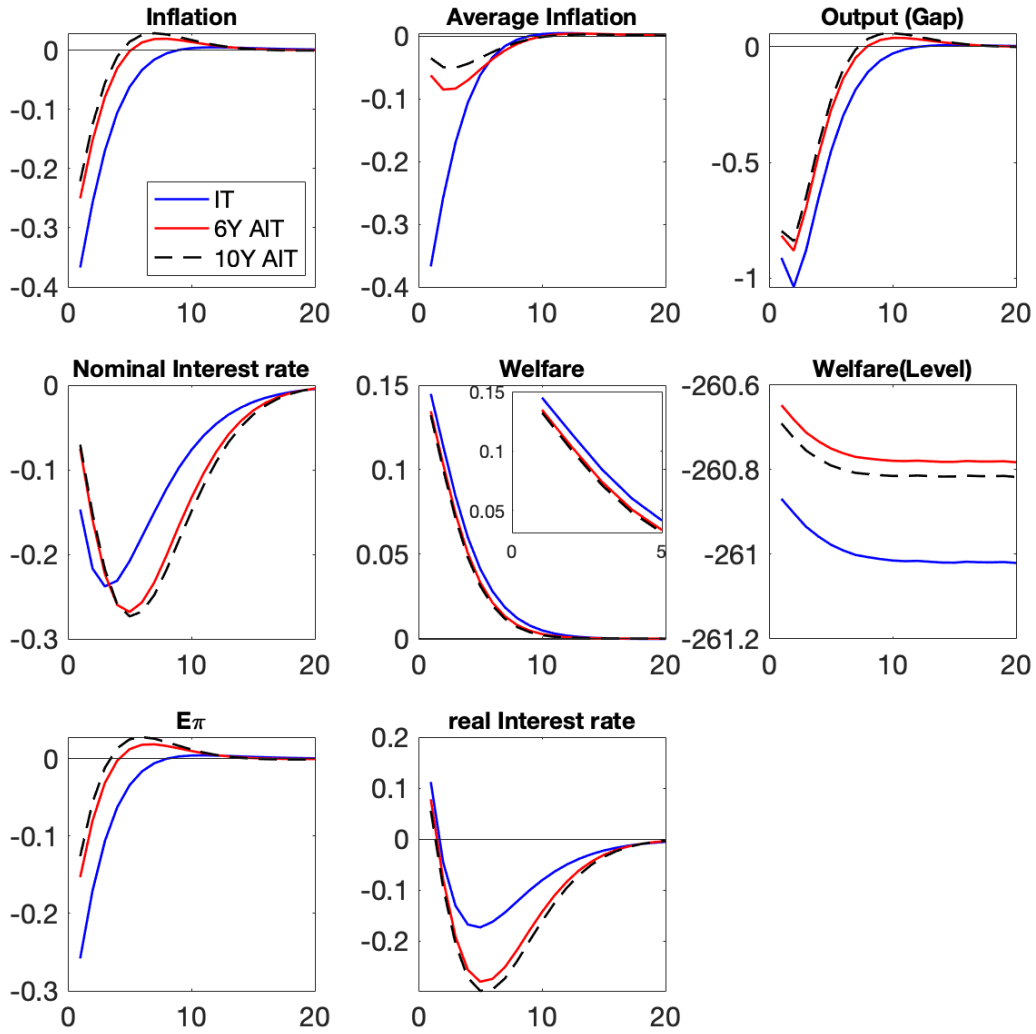 Inflation
0
-0.1
-0.2
-0.3
-0.4
0 10 20
IT
6Y AIT
10Y AIT
Average Inflation
0
-0.1
-0.2
-0.3
-0.4
0 10 20
Output (Gap)
0
-0.5
-1
0 10 20
Nominal Interest rate
0
-0.1
-0.2
-0.3
0 10 20
Welfare
0.15
0.1
0.05
0
0 10 20
0.15
0.1
0.05
0 5
Welfare(Level)
-260.6
-260.8
-261
-261.2
0 10 20
Eπ
0
-0.1
-0.2
-0.3
0 10 20
real Interest rate
0.2
0.1
0
-0.1
-0.2
0 10 20